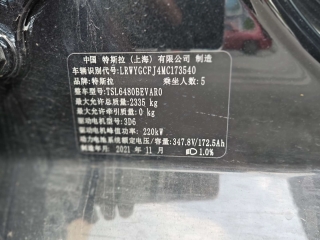 中国 特斯拉 (上海) 有限公司 制造
车辆识别代号:LRWYGCFJ4MC173540
品牌:特斯拉 乘坐人数:5
整车型号:TSL6480BEVAR0
最大允许总质量:2335 kg
最大允许牵引质量:0 kg
驱动电机型号:3D6
驱动电机峰值功率:220kW
动力电池系统额定电压/容量:347.8V/172.5Ah
制造年月:2021 年 11 月 1.0%